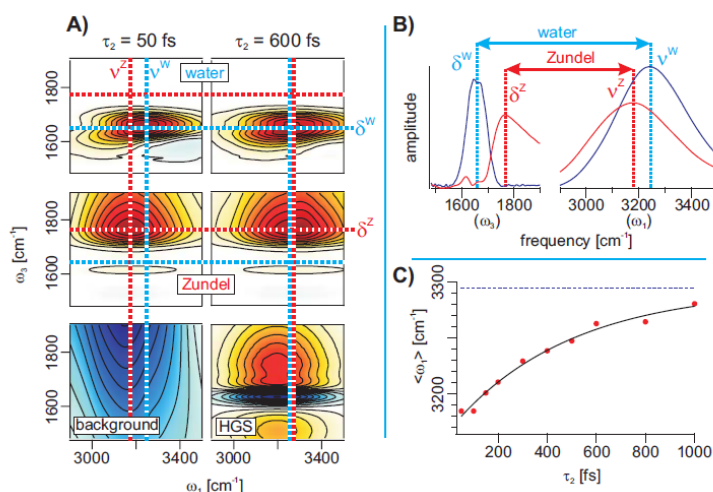 A)
τ₂ = 50 fs
τ₂ = 600 fs
νᶻ
νᵂ
water
δᵂ
1800
1600
δᶻ
1800
1600
Zundel
1800
1600
background
HGS
3000
3400
3000
3400
ω₃ [cm⁻¹]
ω₁ [cm⁻¹]
B)
water
δᵂ
νᵂ
Zundel
δᶻ
νᶻ
amplitude
1600
1800
3000
3200
3400
(ω₃)
(ω₁)
frequency [cm⁻¹]
C)
3300
3200
<ω₁> [cm⁻¹]
200
400
600
800
1000
τ₂ [fs]